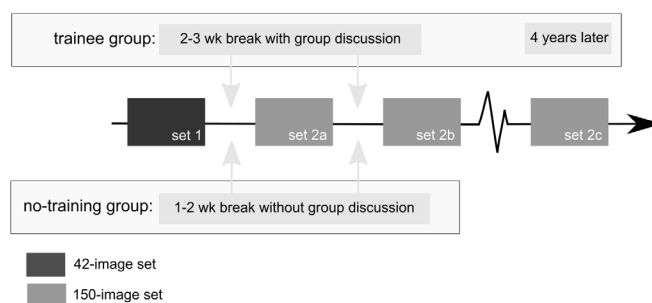 trainee group: 2-3 wk break with group discussion 4 years later
set 1 set 2a set 2b set 2c
no-training group: 1-2 wk break without group discussion
42-image set
150-image set